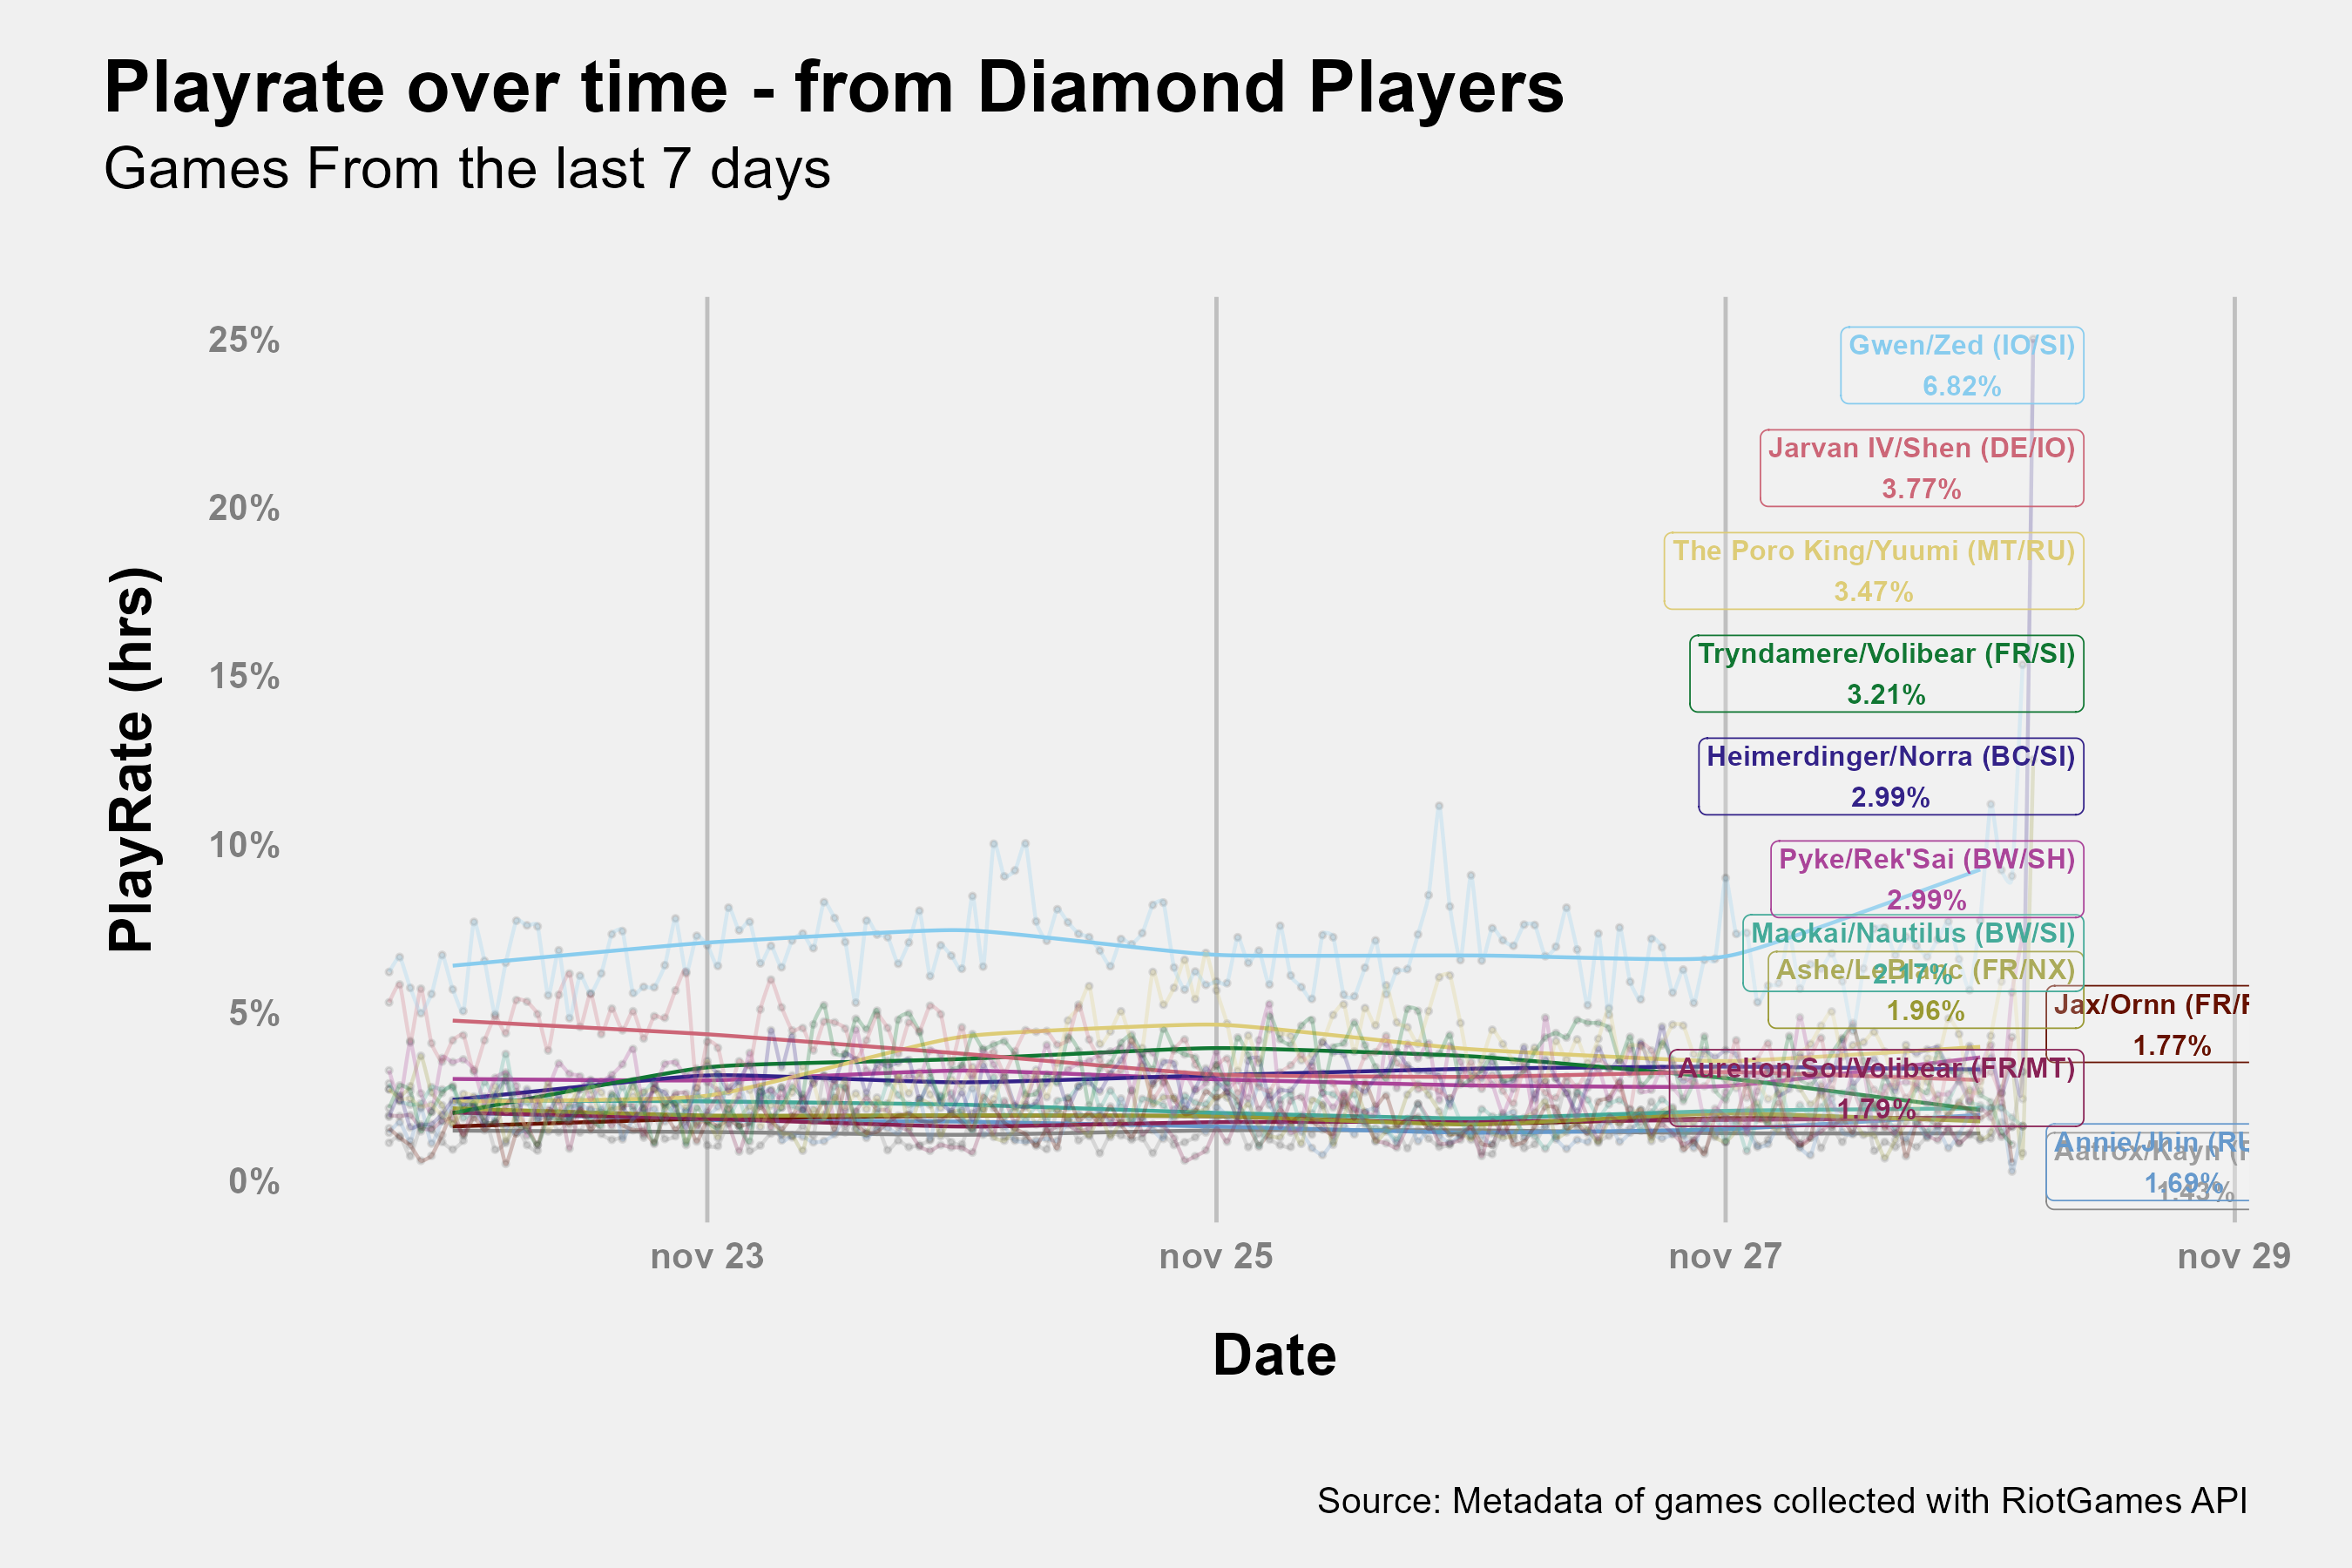 Playrate over time - from Diamond Players
Games From the last 7 days
PlayRate (hrs)
25%
20%
15%
10%
5%
0%
Gwen/Zed (IO/SI)
6.82%
Jarvan IV/Shen (DE/IO)
3.77%
The Poro King/Yuumi (MT/RU)
3.47%
Tryndamere/Volibear (FR/SI)
3.21%
Heimerdinger/Norra (BC/SI)
2.99%
Pyke/Rek'Sai (BW/SH)
2.99%
Maokai/Nautilus (BW/SI)
2.17%
Ashe/LeBlanc (FR/NX)
1.96%
Jax/Ornn (FR/
1.77%
Aurelion Sol/Volibear (FR/MT)
1.79%
Annie/Jhin (RU
1.69%
Aatrox/Kayn (
1.43%
nov 23
nov 25
nov 27
nov 29
Date
Source: Metadata of games collected with RiotGames API